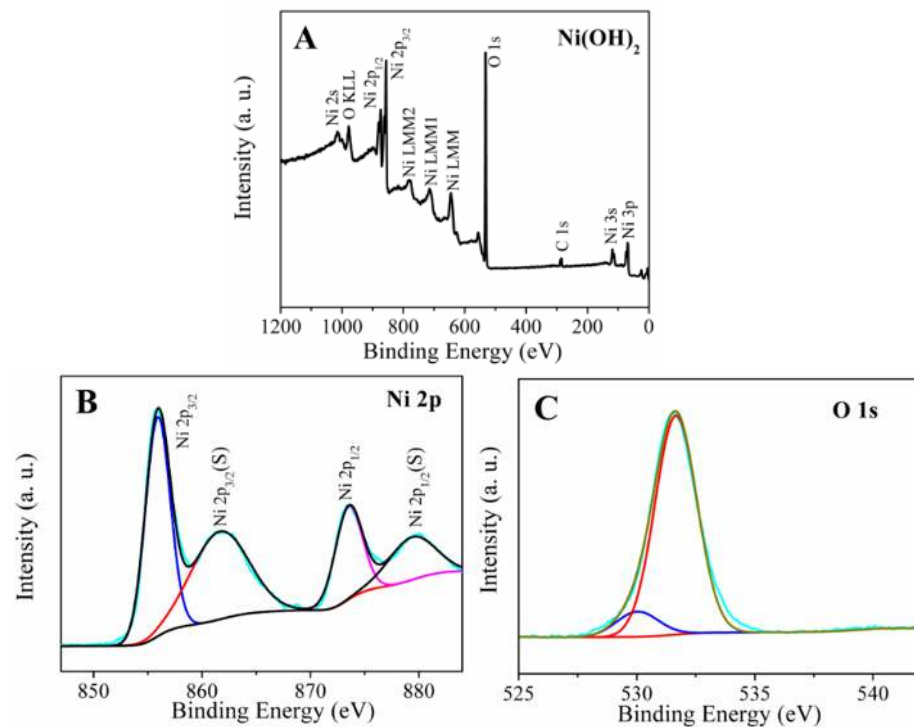 A
Ni(OH)₂
Ni 2s
O KLL
Ni 2p₁/₂
Ni 2p₃/₂
Ni LMM2
Ni LMM1
Ni LMM
O 1s
C 1s
Ni 3s
Ni 3p
Intensity (a. u.)
1200 1000 800 600 400 200 0
Binding Energy (eV)
B
Ni 2p
Ni 2p₃/₂
Ni 2p₃/₂(S)
Ni 2p₁/₂
Ni 2p₁/₂(S)
Intensity (a. u.)
850 860 870 880
Binding Energy (eV)
C
O 1s
Intensity (a. u.)
525 530 535 540
Binding Energy (eV)